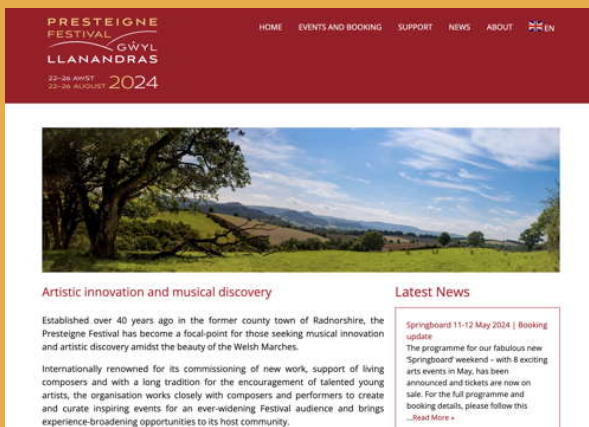 PRESTEIGNE
FESTIVAL
GŴYL
LLANANDRAS
22–26 AWST
22–26 AUGUST 2024
HOME EVENTS AND BOOKING SUPPORT NEWS ABOUT EN
Artistic innovation and musical discovery
Established over 40 years ago in the former county town of Radnorshire, the
Presteigne Festival has become a focal-point for those seeking musical innovation
and artistic discovery amidst the beauty of the Welsh Marches.
Internationally renowned for its commissioning of new work, support of living
composers and with a long tradition for the encouragement of talented young
artists, the organisation works closely with composers and performers to create
and curate inspiring events for an ever-widening Festival audience and brings
experience-broadening opportunities to its host community.
Latest News
Springboard 11-12 May 2024 | Booking
update
The programme for our fabulous new
'Springboard' weekend – with 8 exciting
arts events in May, has been
announced and tickets are now on
sale. For the full programme and
booking details, please follow this
...Read More »